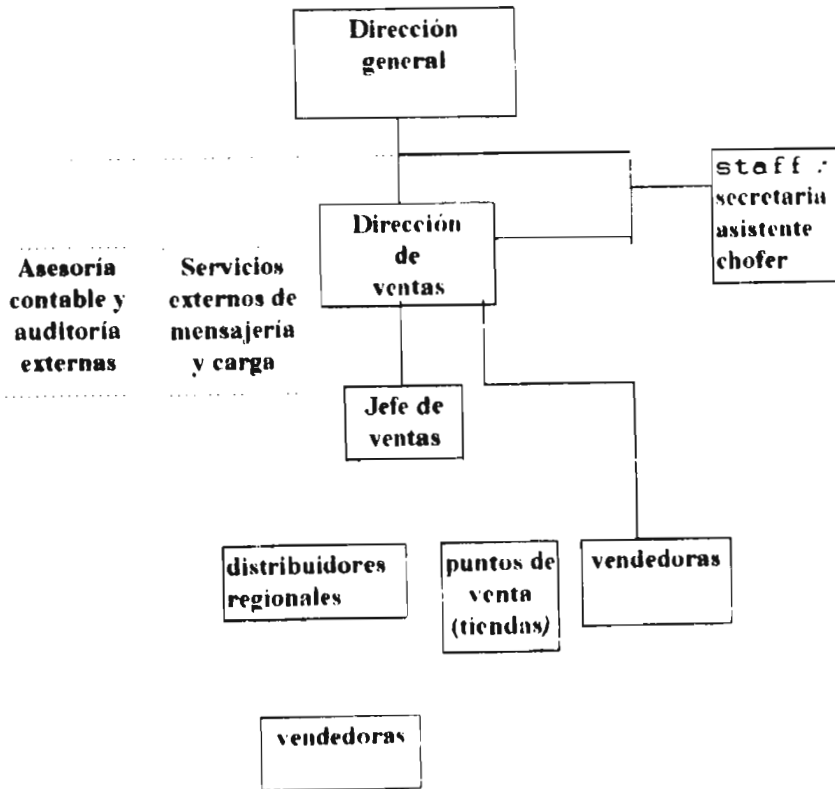 Dirección
general
staff :
secretaria
asistente
chofer
Dirección
de
ventas
Asesoría
contable y
auditoría
externas
Servicios
externos de
mensajería
y carga
Jefe de
ventas
distribuidores
regionales
puntos de
venta
(tiendas)
vendedoras
vendedoras